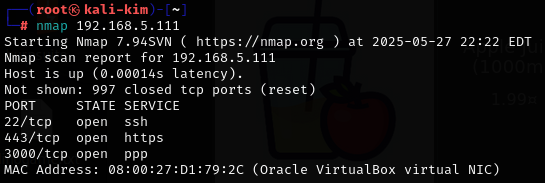 ┌──(root㉿kali-kim)-[~]
└─# nmap 192.168.5.111
Starting Nmap 7.94SVN ( https://nmap.org ) at 2025-05-27 22:22 EDT
Nmap scan report for 192.168.5.111
Host is up (0.00014s latency).
Not shown: 997 closed tcp ports (reset)
PORT     STATE SERVICE
22/tcp   open  ssh
443/tcp  open  https
3000/tcp open  ppp
MAC Address: 08:00:27:D1:79:2C (Oracle VirtualBox virtual NIC)